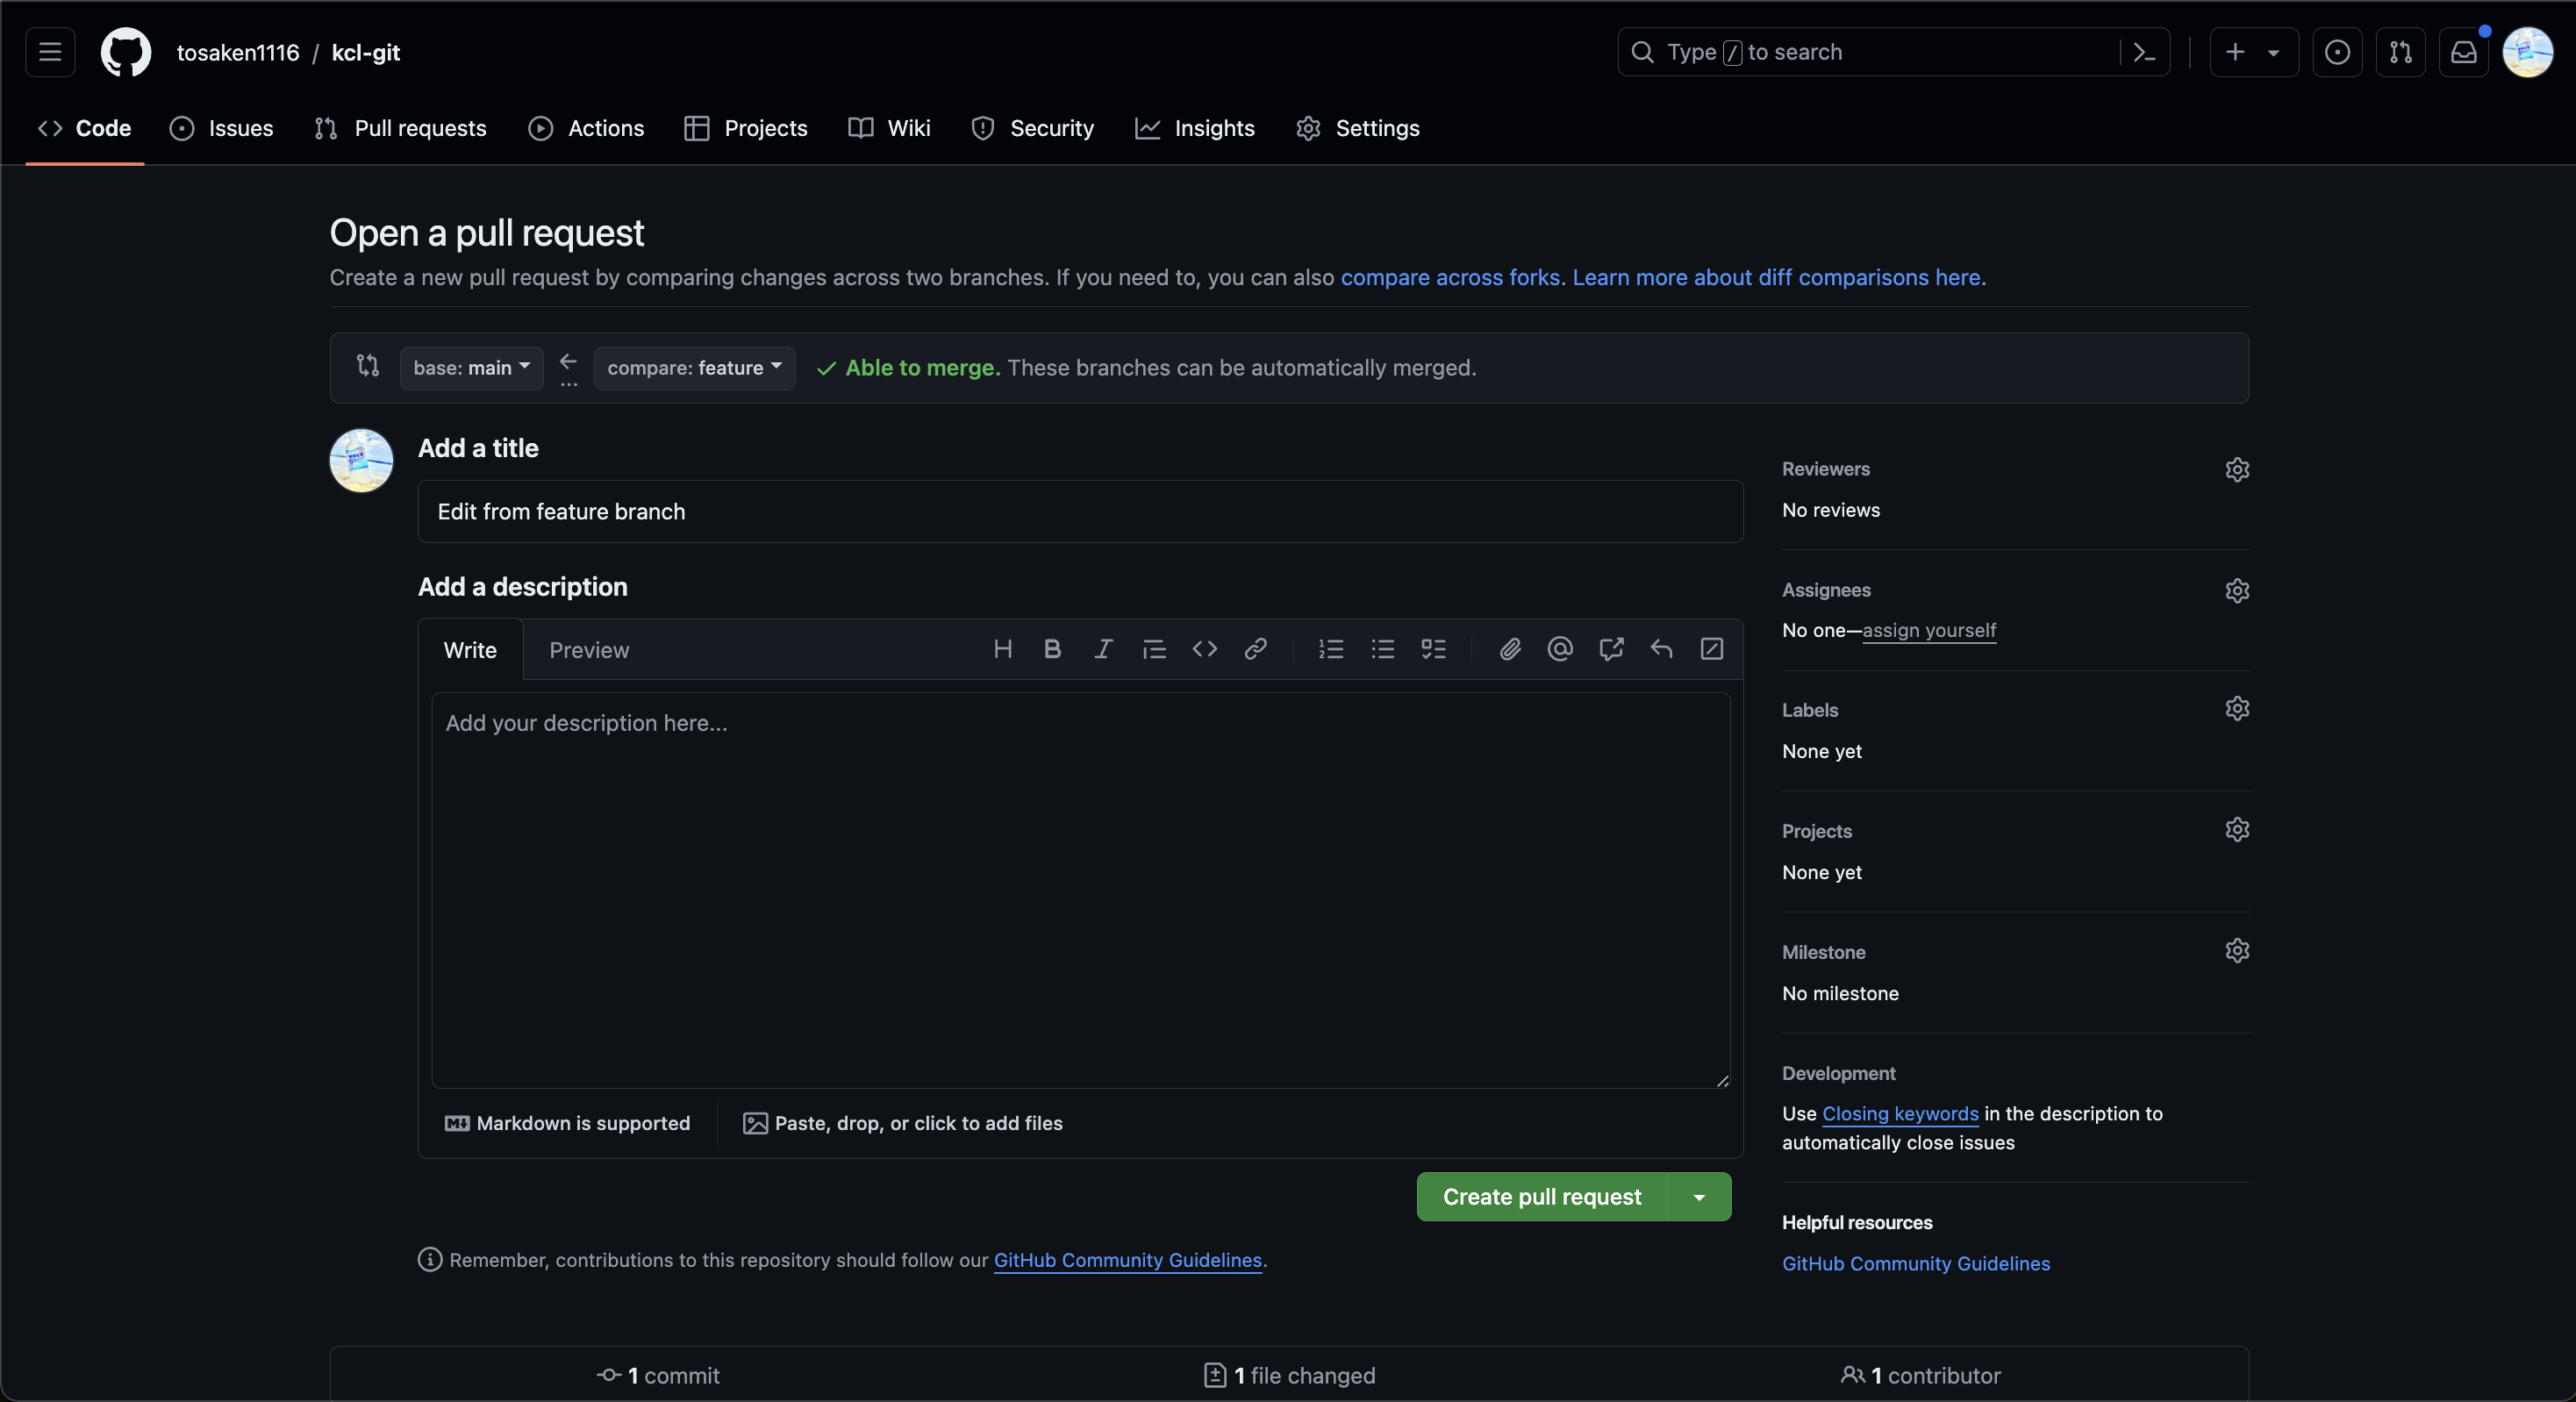 tosaken1116 / kcl-git
Type / to search
Code Issues Pull requests Actions Projects Wiki Security Insights Settings
Open a pull request
Create a new pull request by comparing changes across two branches. If you need to, you can also compare across forks. Learn more about diff comparisons here.
base: main compare: feature Able to merge. These branches can be automatically merged.
Add a title
Edit from feature branch
Add a description
Write Preview
Add your description here...
Markdown is supported Paste, drop, or click to add files
Create pull request
Remember, contributions to this repository should follow our GitHub Community Guidelines.
Reviewers
No reviews
Assignees
No one—assign yourself
Labels
None yet
Projects
None yet
Milestone
No milestone
Development
Use Closing keywords in the description to
automatically close issues
Helpful resources
GitHub Community Guidelines
1 commit 1 file changed 1 contributor